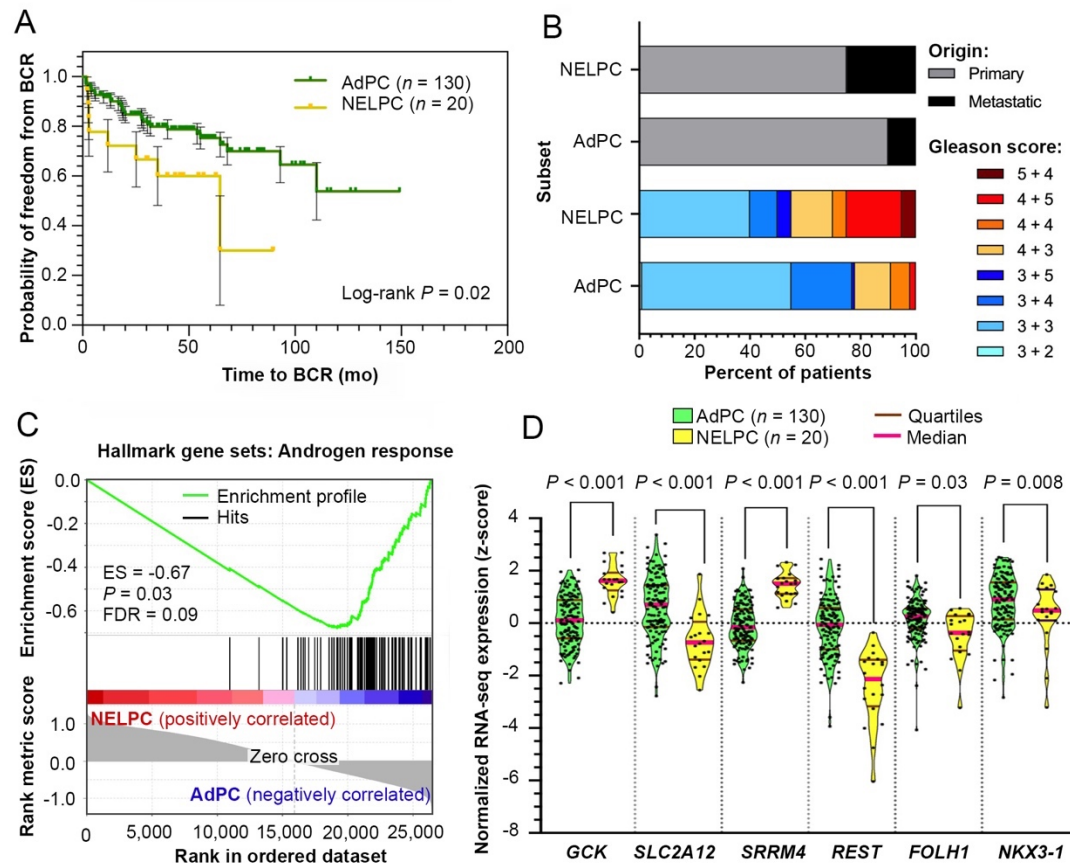 A
Probability of freedom from BCR
1.0
0.8
0.6
0.4
0.2
0.0
AdPC (n = 130)
NELPC (n = 20)
Log-rank P = 0.02
0
50
100
150
200
Time to BCR (mo)
B
Subset
NELPC
AdPC
NELPC
AdPC
0 20 40 60 80 100
Percent of patients
Origin:
Primary
Metastatic
Gleason score:
5 + 4
4 + 5
4 + 4
4 + 3
3 + 5
3 + 4
3 + 3
3 + 2
C
Hallmark gene sets: Androgen response
Enrichment score (ES)
0.0
-0.2
-0.4
-0.6
Enrichment profile
Hits
ES = -0.67
P = 0.03
FDR = 0.09
Rank metric score
1.0
0.0
-1.0
NELPC (positively correlated)
Zero cross
AdPC (negatively correlated)
0 5,000 10,000 15,000 20,000 25,000
Rank in ordered dataset
D
AdPC (n = 130)
NELPC (n = 20)
Quartiles
Median
P < 0.001 P < 0.001 P < 0.001 P < 0.001 P = 0.03 P = 0.008
Normalized RNA-seq expression (z-score)
4
2
0
-2
-4
-6
-8
GCK SLC2A12 SRRM4 REST FOLH1 NKX3-1